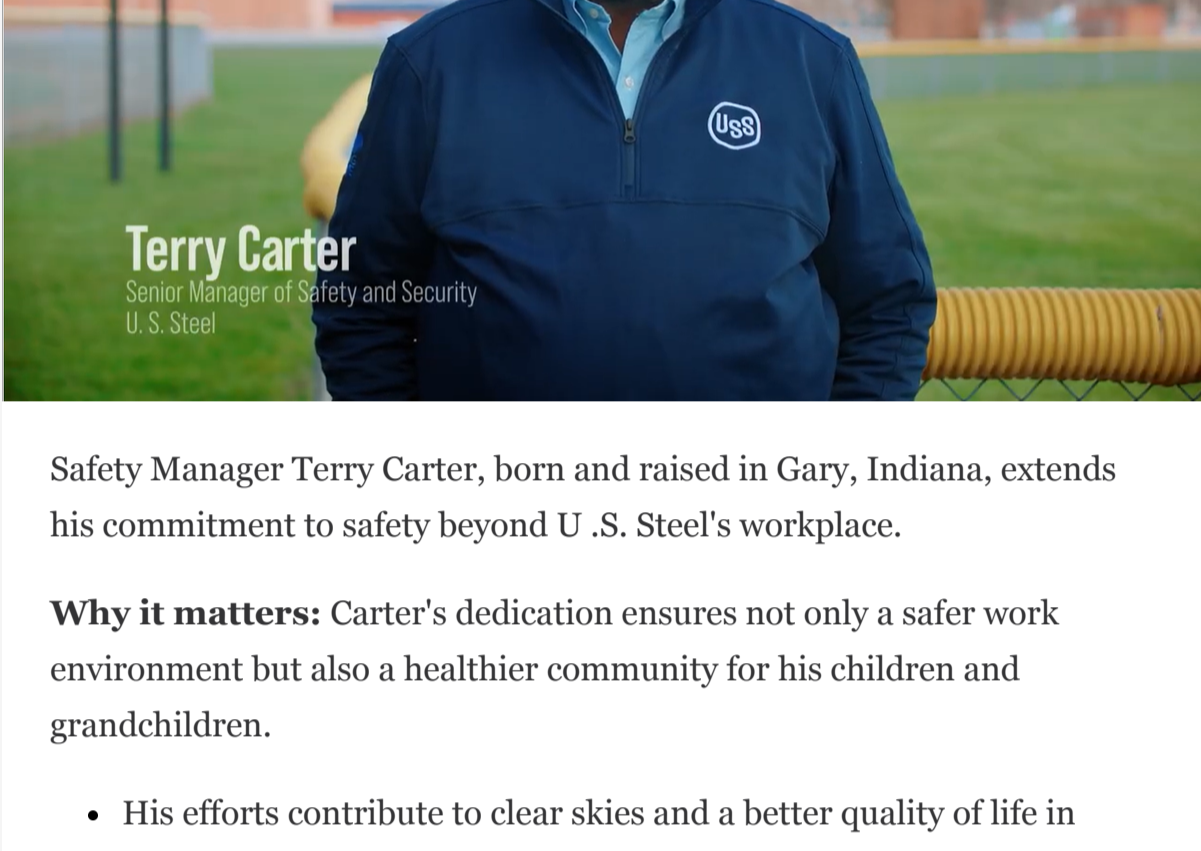 USS
Terry Carter
Senior Manager of Safety and Security
U. S. Steel
Safety Manager Terry Carter, born and raised in Gary, Indiana, extends
his commitment to safety beyond U .S. Steel's workplace.
Why it matters: Carter's dedication ensures not only a safer work
environment but also a healthier community for his children and
grandchildren.
• His efforts contribute to clear skies and a better quality of life in